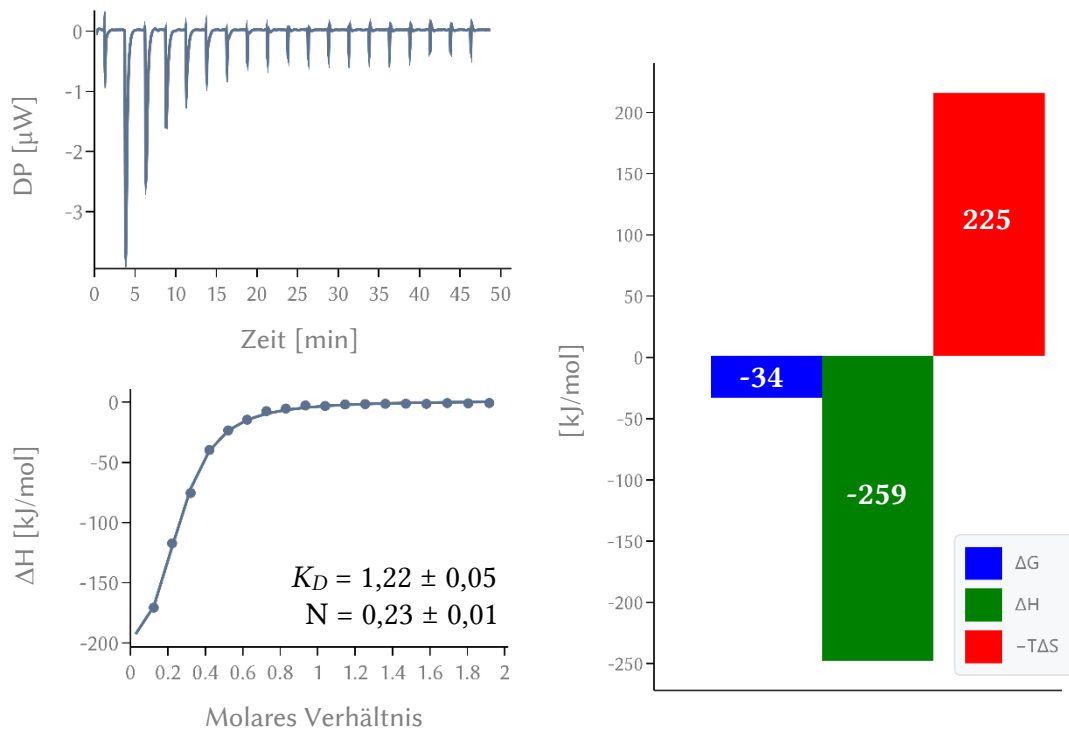 0
-1
-2
-3
DP [µW]
0 5 10 15 20 25 30 35 40 45 50
Zeit [min]
0
-50
-100
-150
-200
ΔH [kJ/mol]
K_D = 1,22 ± 0,05
N = 0,23 ± 0,01
0 0.2 0.4 0.6 0.8 1 1.2 1.4 1.6 1.8 2
Molares Verhältnis
200
150
100
50
0
-50
-100
-150
-200
-250
[kJ/mol]
225
-34
-259
ΔG
ΔH
−TΔS